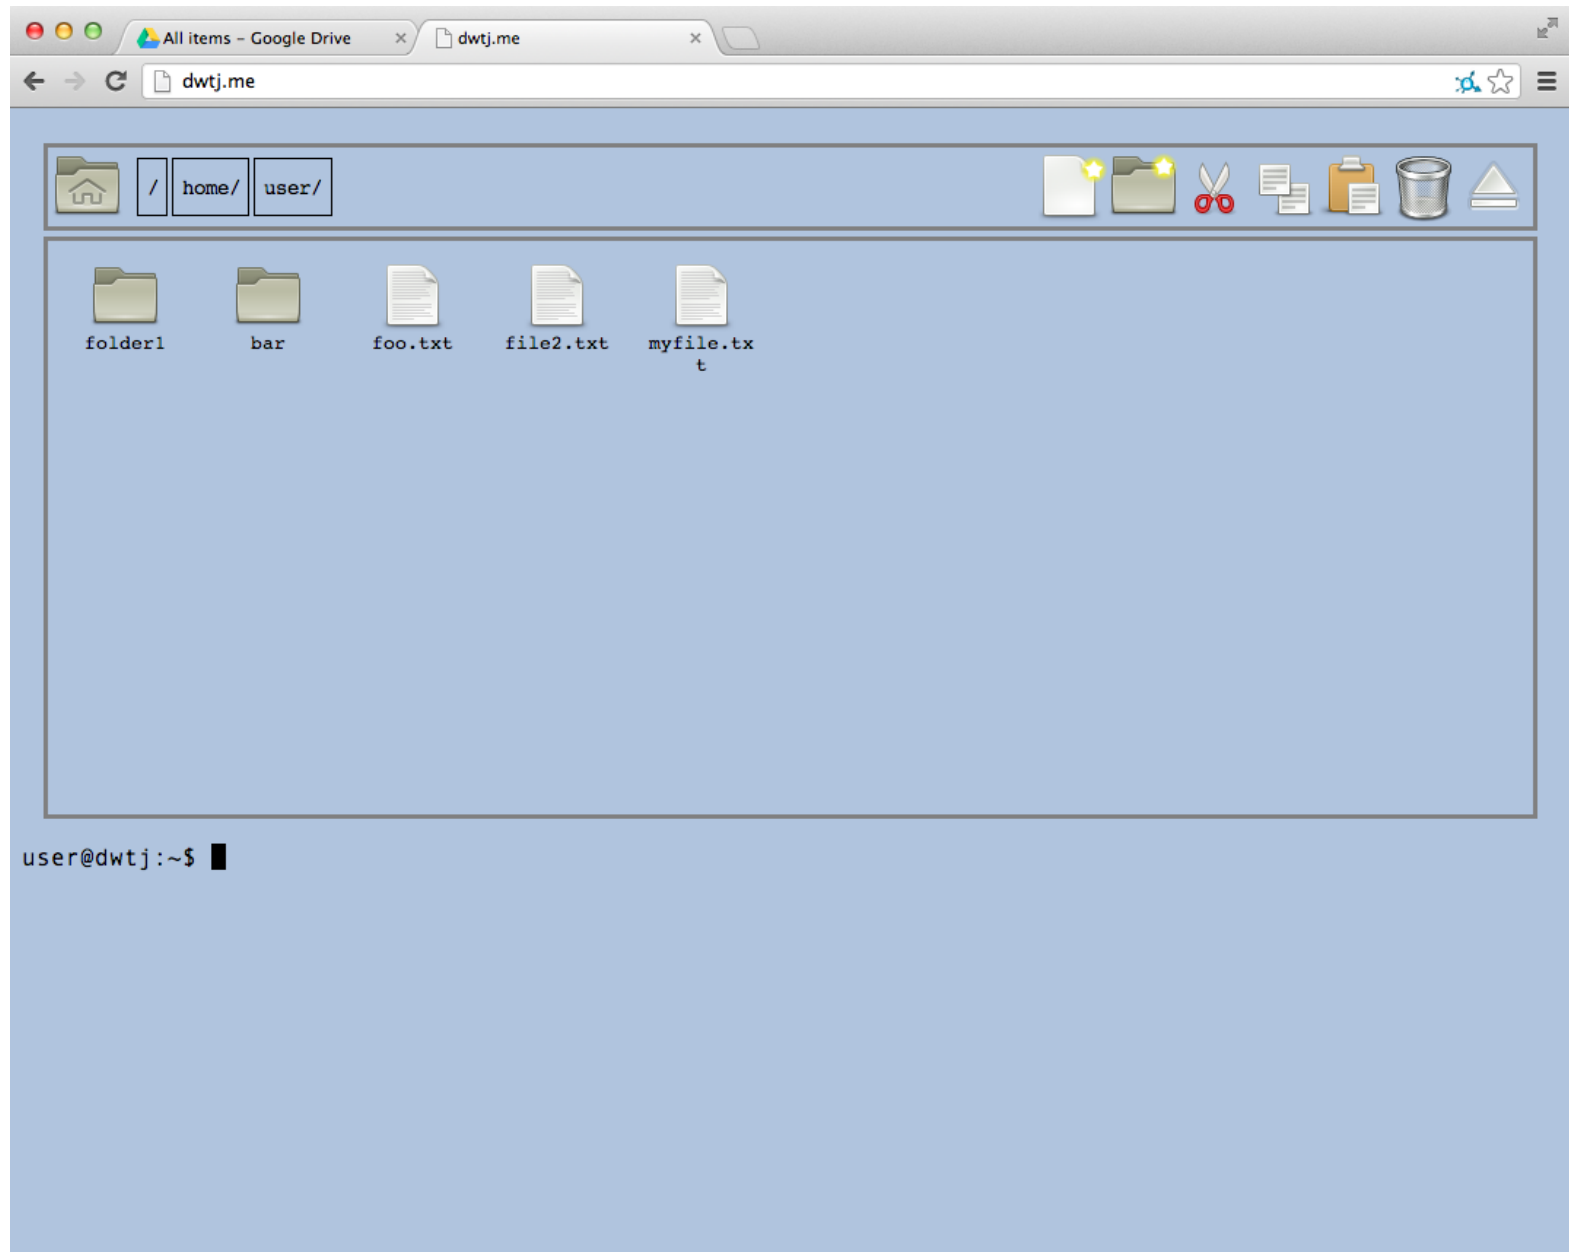 All items – Google Drive
dwtj.me
dwtj.me
/ home/ user/
folder1 bar foo.txt file2.txt myfile.tx
t
user@dwtj:~$